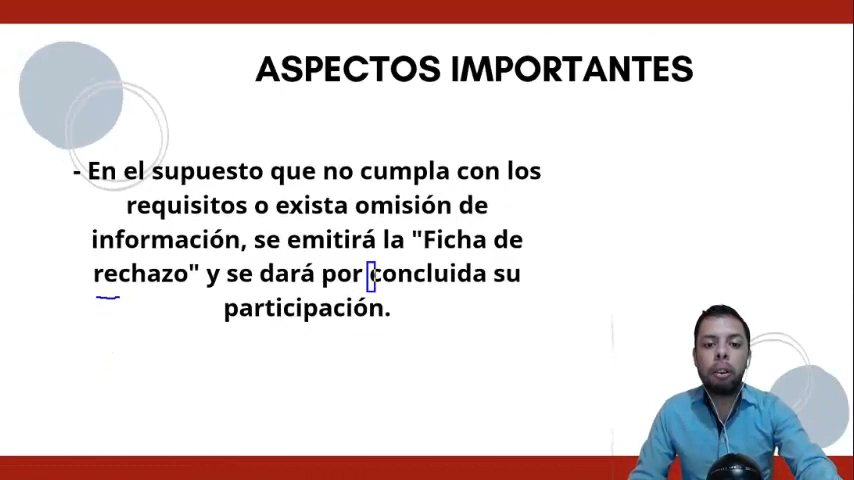 ASPECTOS IMPORTANTES
- En el supuesto que no cumpla con los
requisitos o exista omisión de
información, se emitirá la "Ficha de
rechazo" y se dará por concluida su
participación.